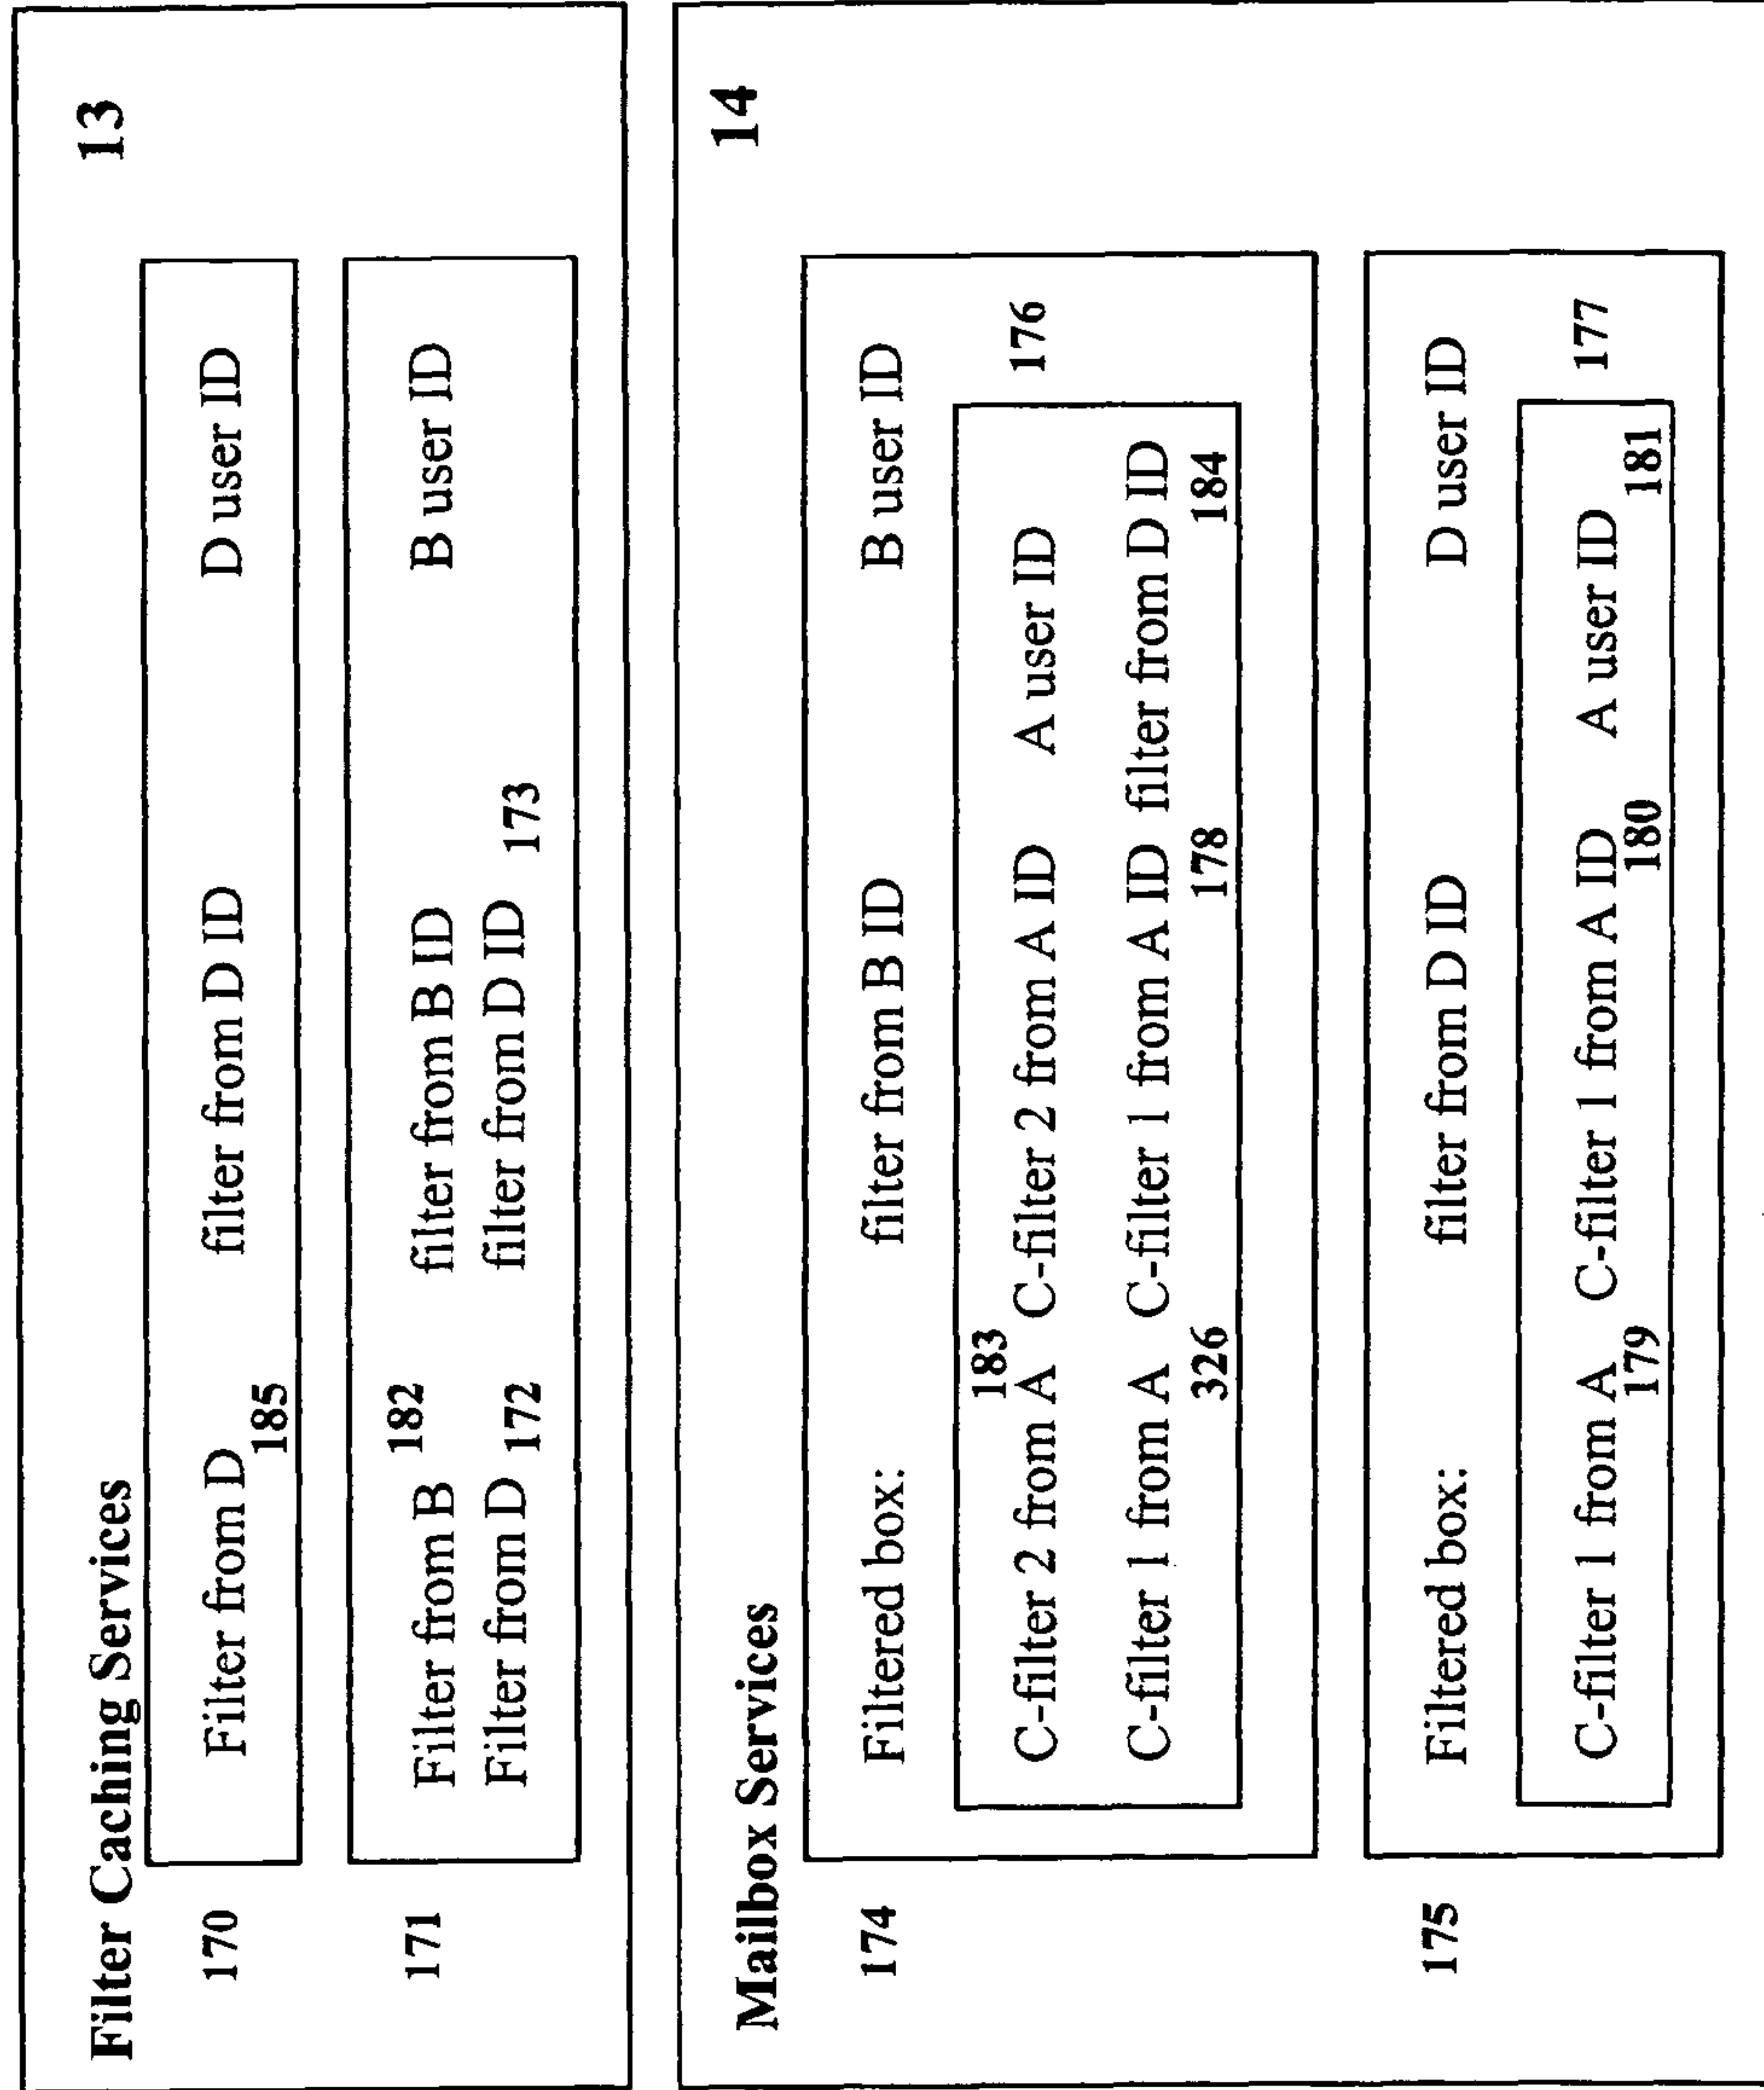 Filter Caching Services 13
170 Filter from D filter from D ID D user ID
185
171 182
Filter from B filter from B ID B user ID
Filter from D 172 filter from D ID 173
Mailbox Services 14
174 Filtered box: filter from B ID B user ID
183 176
C-filter 2 from A C-filter 2 from A ID A user ID
C-filter 1 from A C-filter 1 from A ID filter from D ID
326 178 184
175 Filtered box: filter from D ID D user ID
C-filter 1 from A C-filter 1 from A ID A user ID 177
179 180 181